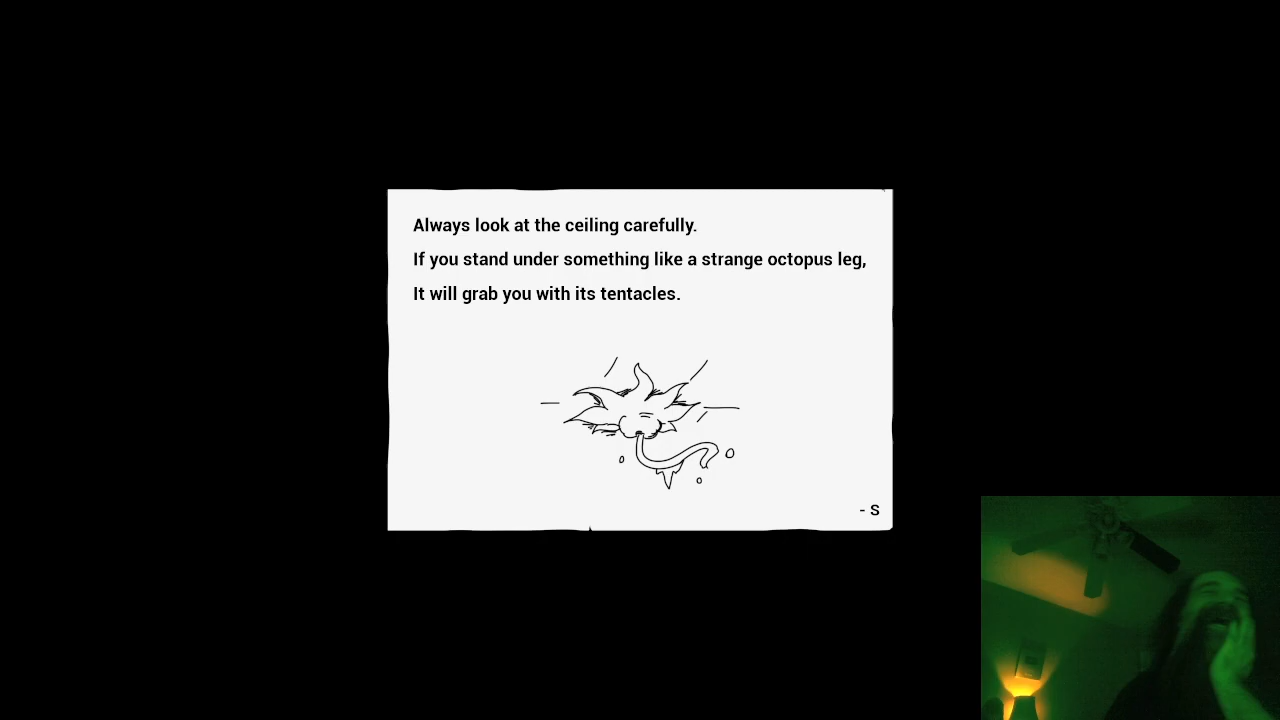 Always look at the ceiling carefully.
If you stand under something like a strange octopus leg,
It will grab you with its tentacles.
- S